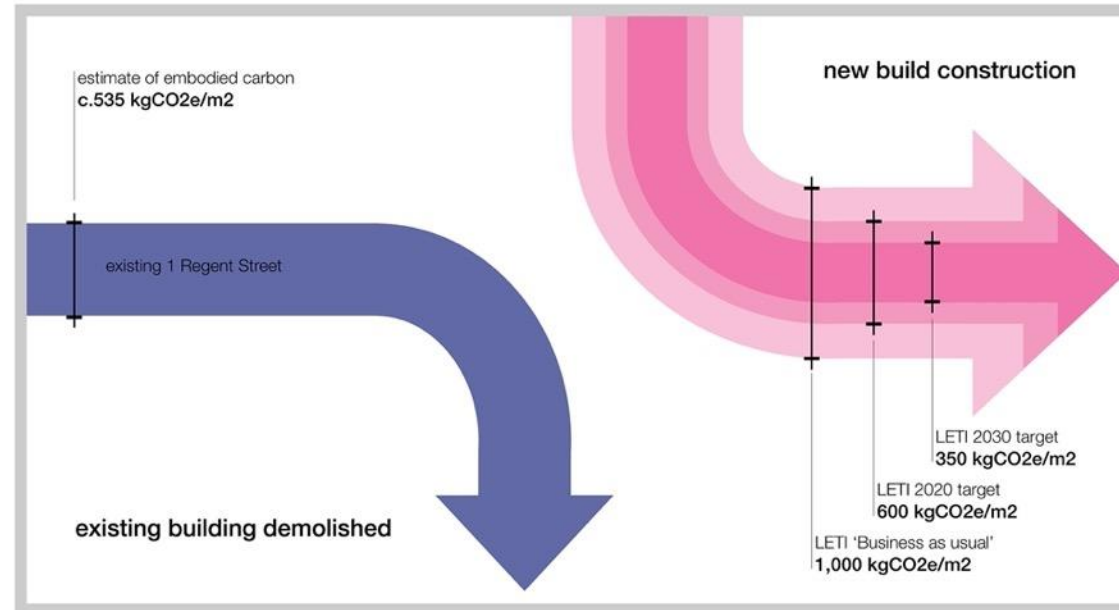 estimate of embodied carbon
c.535 kgCO2e/m2
existing 1 Regent Street
existing building demolished
new build construction
LETI 2030 target
350 kgCO2e/m2
LETI 2020 target
600 kgCO2e/m2
LETI ‘Business as usual’
1,000 kgCO2e/m2